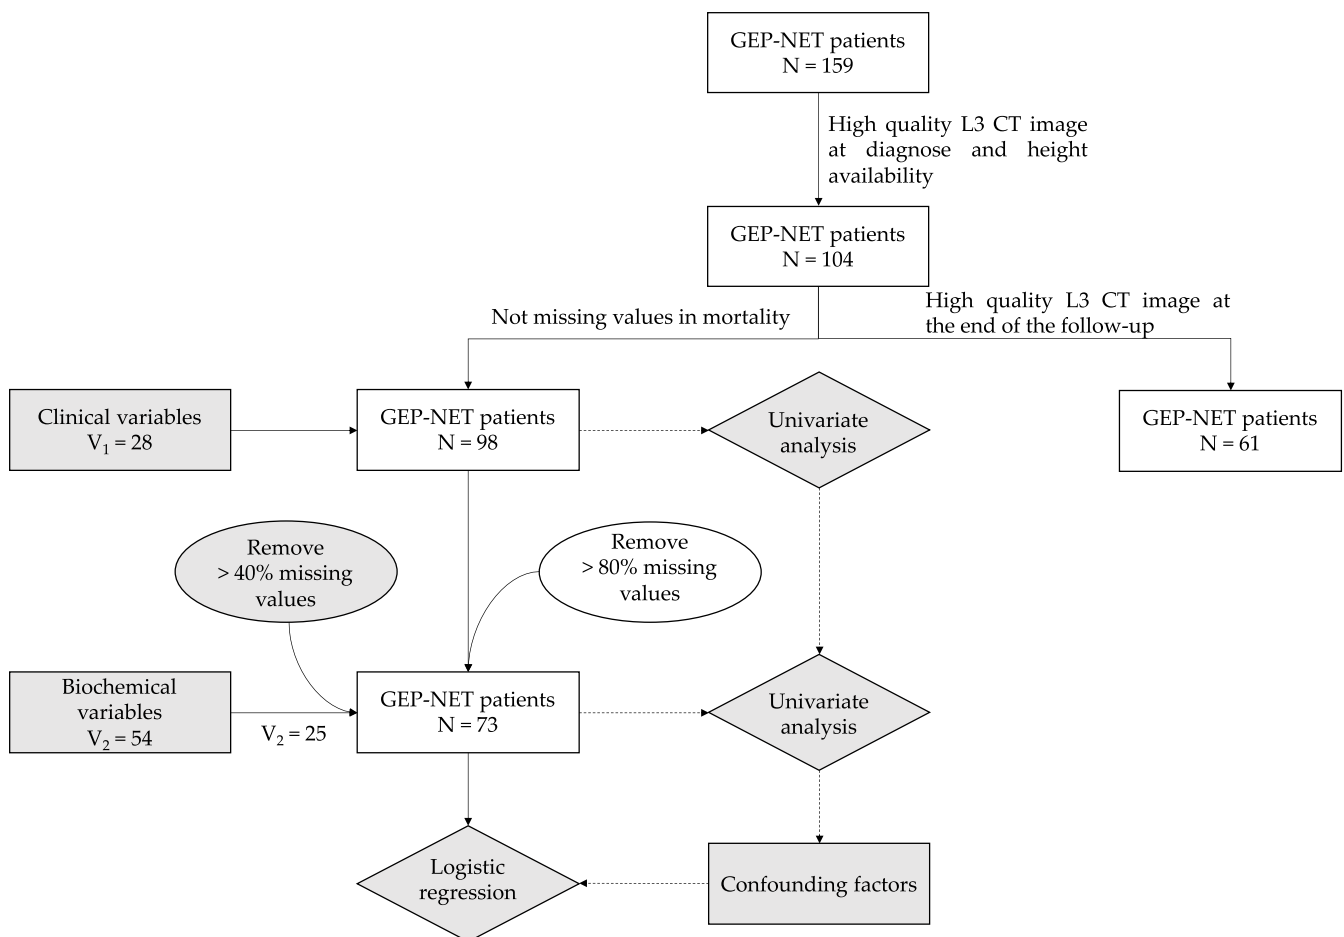 GEP-NET patients
N = 159
High quality L3 CT image
at diagnose and height
availability
GEP-NET patients
N = 104
Not missing values in mortality
High quality L3 CT image at
the end of the follow-up
Clinical variables
V₁ = 28
GEP-NET patients
N = 98
Univariate
analysis
GEP-NET patients
N = 61
Remove
> 40% missing
values
Remove
> 80% missing
values
Biochemical
variables
V₂ = 54
V₂ = 25
GEP-NET patients
N = 73
Univariate
analysis
Logistic
regression
Confounding factors